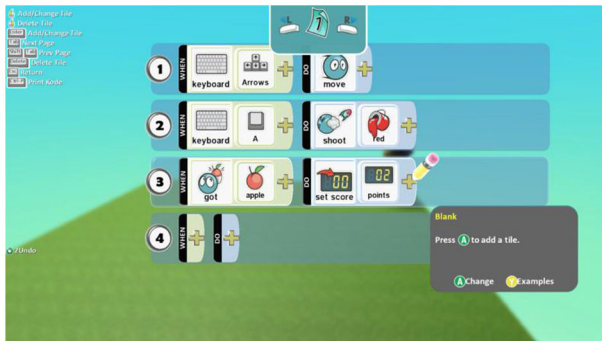 Add/Change Tile
Delete Tile
Add/Change Tile
Next Page
Prev Page
Delete Tile
Return
Print Kode
L 1 R
1 WHEN keyboard Arrows DO move
2 WHEN keyboard A DO shoot red
3 WHEN got apple DO set score 00 points 02
4 WHEN DO
Undo
Blank
Press A to add a tile.
A Change Y Examples